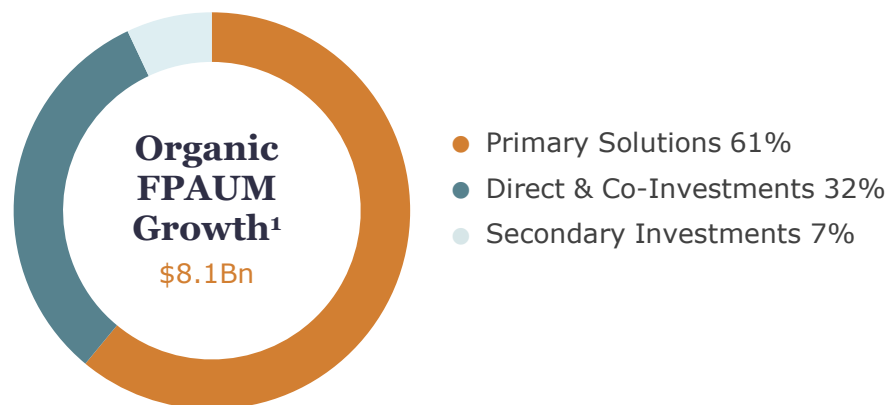 Organic
FPAUM
Growth¹
$8.1Bn
Primary Solutions 61%
Direct & Co-Investments 32%
Secondary Investments 7%